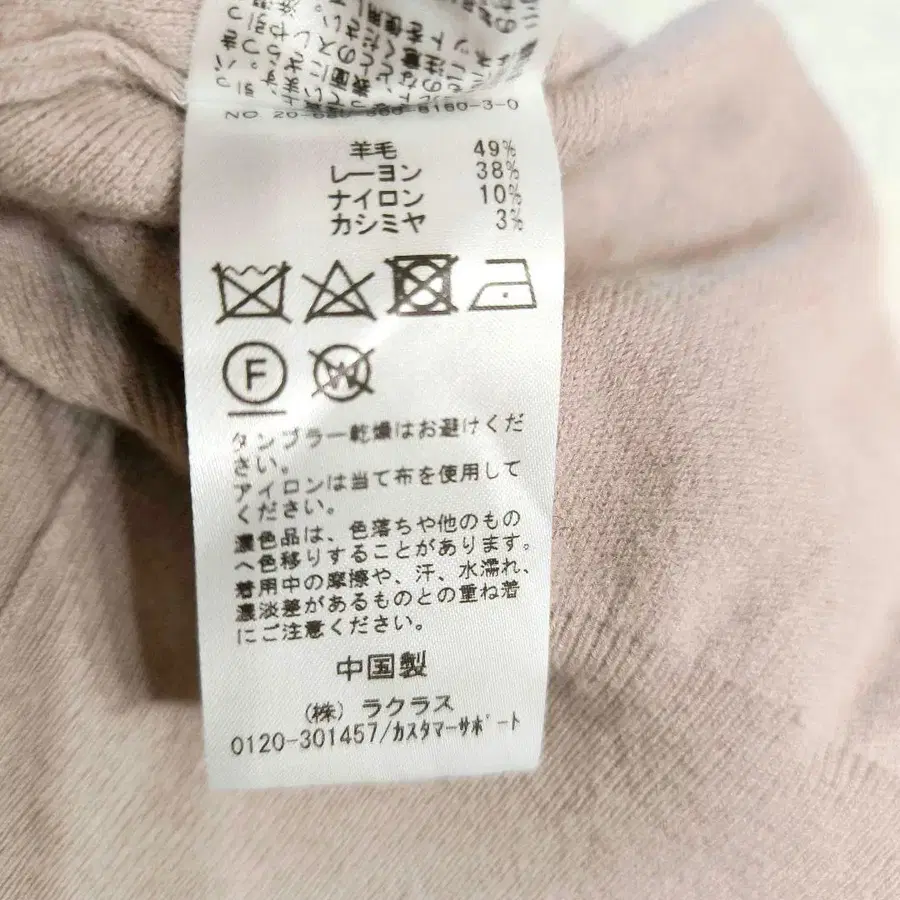 羊毛 49%
レーヨン 38%
ナイロン 10%
カシミヤ 3%
F
W
タンブラー乾燥はお避けくだ
さい。
アイロンは当て布を使用して
ください。
濃色品は、色落ちや他のもの
へ色移りすることがあります。
着用中の摩擦や、汗、水濡れ、
濃淡差があるものとの重ね着
にご注意ください。
中国製
(株) ラクラス
0120-301457/カスタマーサポート